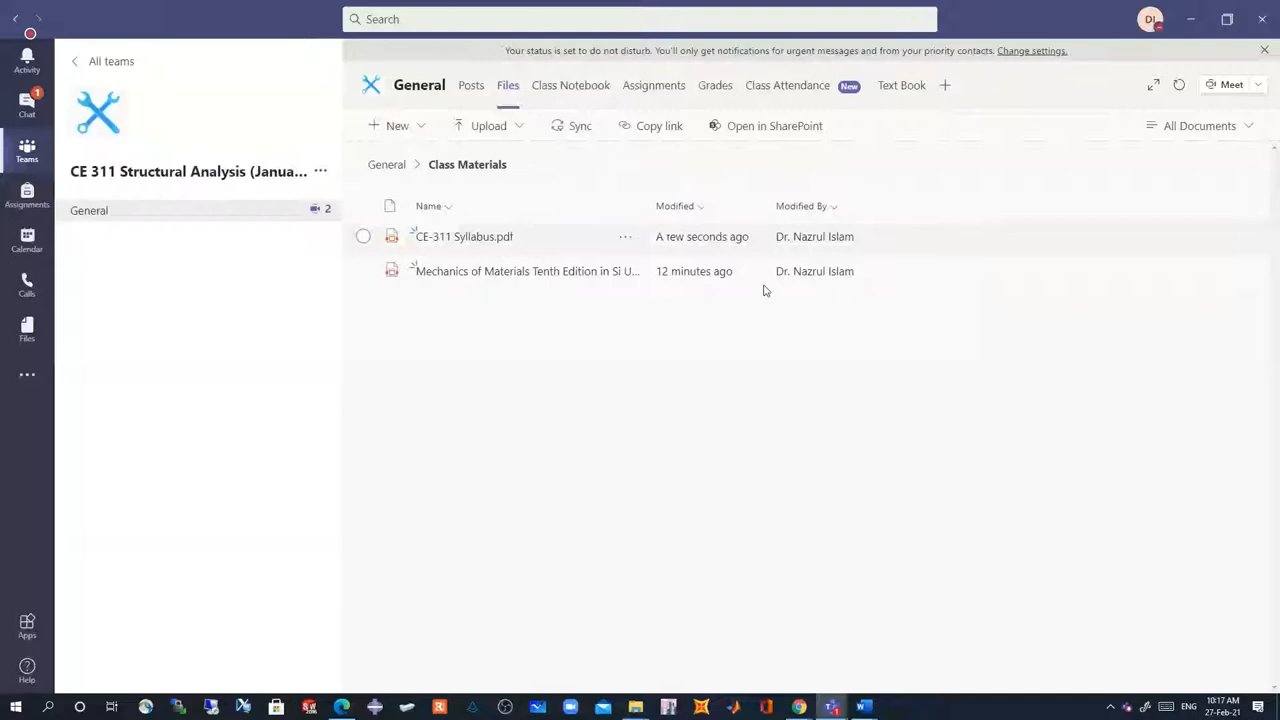 Search
DI
Your status is set to do not disturb. You'll only get notifications for urgent messages and from your priority contacts. Change settings.
Activity
Chat
1
Teams
Assignments
Calendar
Calls
Files
Apps
Help
All teams
CE 311 Structural Analysis (Janua... ...
General 2
General Posts Files Class Notebook Assignments Grades Class Attendance New Text Book Meet
New Upload Sync Copy link Open in SharePoint All Documents
General > Class Materials
Name Modified Modified By
CE-311 Syllabus.pdf ... A few seconds ago Dr. Nazrul Islam
Mechanics of Materials Tenth Edition in Si U... 12 minutes ago Dr. Nazrul Islam
ENG 10:17 AM
27-Feb-21